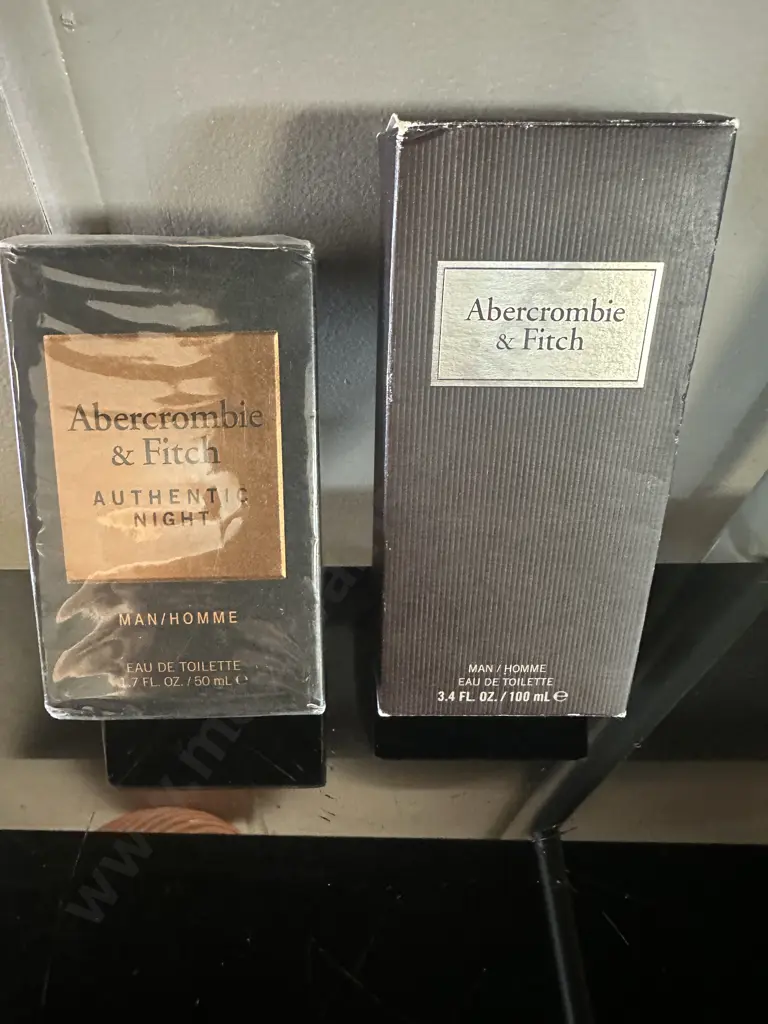 Abercrombie
& Fitch
AUTHENTIC
NIGHT
MAN/HOMME
EAU DE TOILETTE
1.7 FL. OZ. / 50 mL ℮
Abercrombie
& Fitch
MAN / HOMME
EAU DE TOILETTE
3.4 FL. OZ. / 100 mL ℮